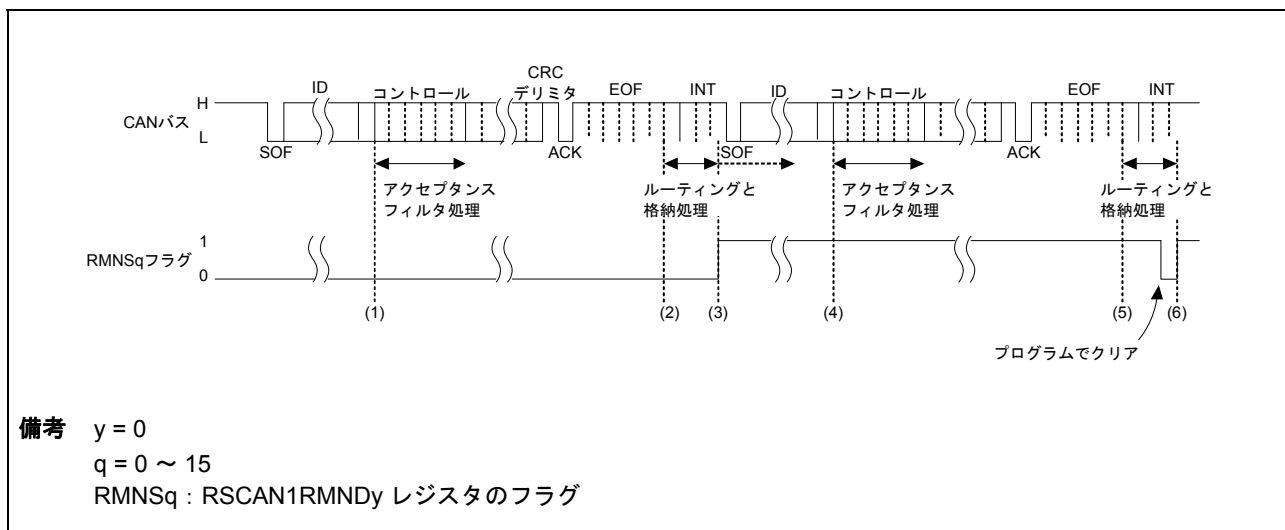 CRC
ID コントロール デリミタ EOF INT ID コントロール EOF INT
H
CANバス
L
SOF ACK SOF ACK
アクセプタンス
フィルタ処理
ルーティングと
格納処理
アクセプタンス
フィルタ処理
ルーティングと
格納処理
1
RMNSqフラグ
0
(1) (2) (3) (4) (5) (6)
プログラムでクリア
備考 y = 0
q = 0 ～ 15
RMNSq : RSCAN1RMNDy レジスタのフラグ